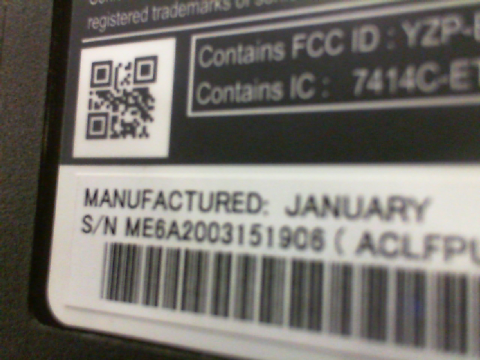 registered trademarks of
Contains FCC ID : YZP-
Contains IC : 7414C-ET
MANUFACTURED: JANUARY
S/N ME6A2003151906 ( ACLFPU